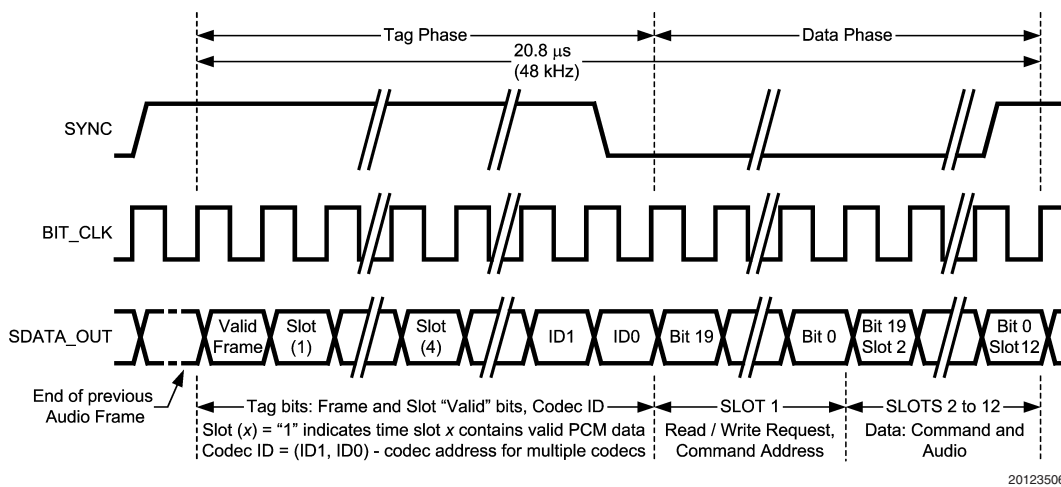 Tag Phase
Data Phase
20.8 µs
(48 kHz)
SYNC
BIT_CLK
SDATA_OUT
Valid
Frame
Slot
(1)
Slot
(4)
ID1
ID0
Bit 19
Bit 0
Bit 19
Slot 2
Bit 0
Slot 12
End of previous
Audio Frame
Tag bits: Frame and Slot “Valid” bits, Codec ID
SLOT 1
SLOTS 2 to 12
Slot (x) = “1” indicates time slot x contains valid PCM data
Codec ID = (ID1, ID0) - codec address for multiple codecs
Read / Write Request,
Command Address
Data: Command and
Audio